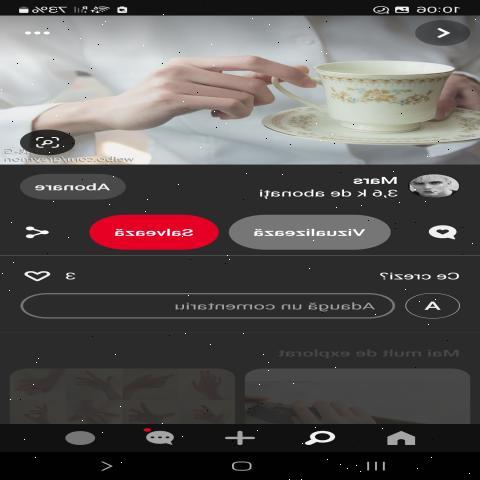 10:06
73%
weibo.com/
Mars
3,6 k de abonați
Abonare
Vizualizează
Salvează
Ce crezi?
3
A
Adaugă un comentariu
Mai mult de explorat